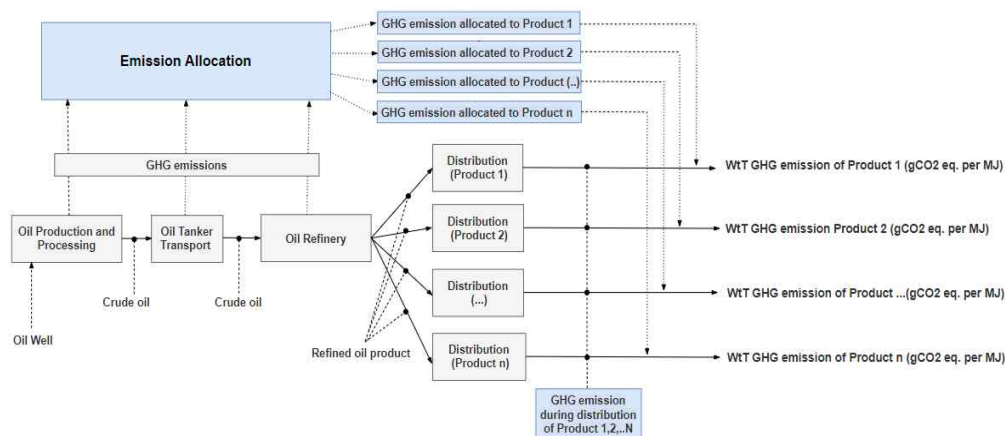 GHG emission allocated to Product 1
GHG emission allocated to Product 2
GHG emission allocated to Product (..)
GHG emission allocated to Product n
Emission Allocation
GHG emissions
Distribution
(Product 1)
WtT GHG emission of Product 1 (gCO2 eq. per MJ)
Oil Production and
Processing
Oil Tanker
Transport
Oil Refinery
Distribution
(Product 2)
WtT GHG emission Product 2 (gCO2 eq. per MJ)
Crude oil
Crude oil
Distribution
(...)
WtT GHG emission of Product ...(gCO2 eq. per MJ)
Oil Well
Refined oil product
Distribution
(Product n)
WtT GHG emission of Product n (gCO2 eq. per MJ)
GHG emission
during distribution
of Product 1,2,..N